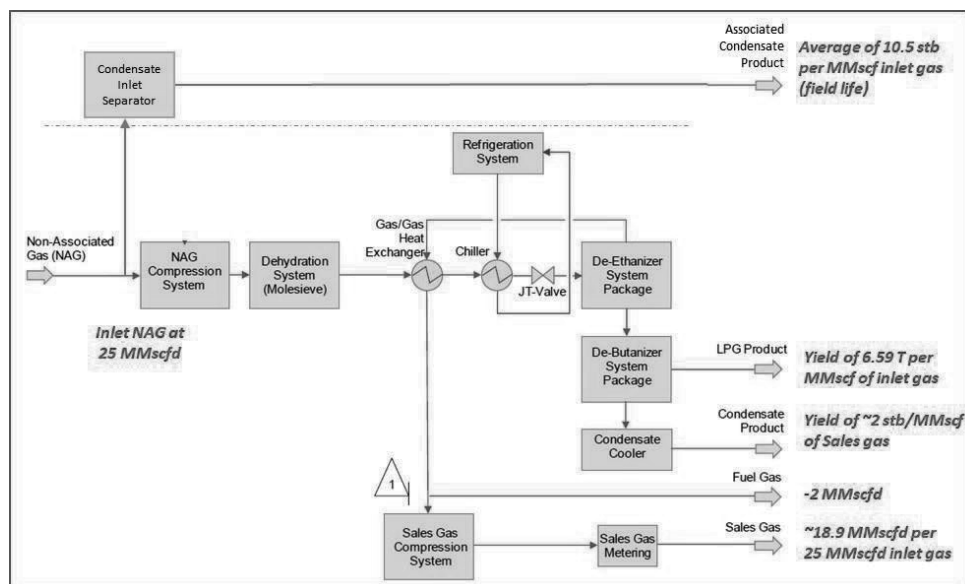 Associated
Condensate
Product
Average of 10.5 stb
per MMscf inlet gas
(field life)
Condensate
Inlet
Separator
Refrigeration
System
Non-Associated
Gas (NAG)
NAG
Compression
System
Dehydration
System
(Molesieve)
Gas/Gas
Heat
Exchanger
Chiller
JT-Valve
De-Ethanizer
System
Package
Inlet NAG at
25 MMscfd
De-Butanizer
System
Package
LPG Product
Yield of 6.59 T per
MMscf of inlet gas
Condensate
Product
Yield of ~2 stb/MMscf
of Sales gas
Condensate
Cooler
1
Fuel Gas
-2 MMscfd
Sales Gas
Compression
System
Sales Gas
Metering
Sales Gas
~18.9 MMscfd per
25 MMscfd inlet gas